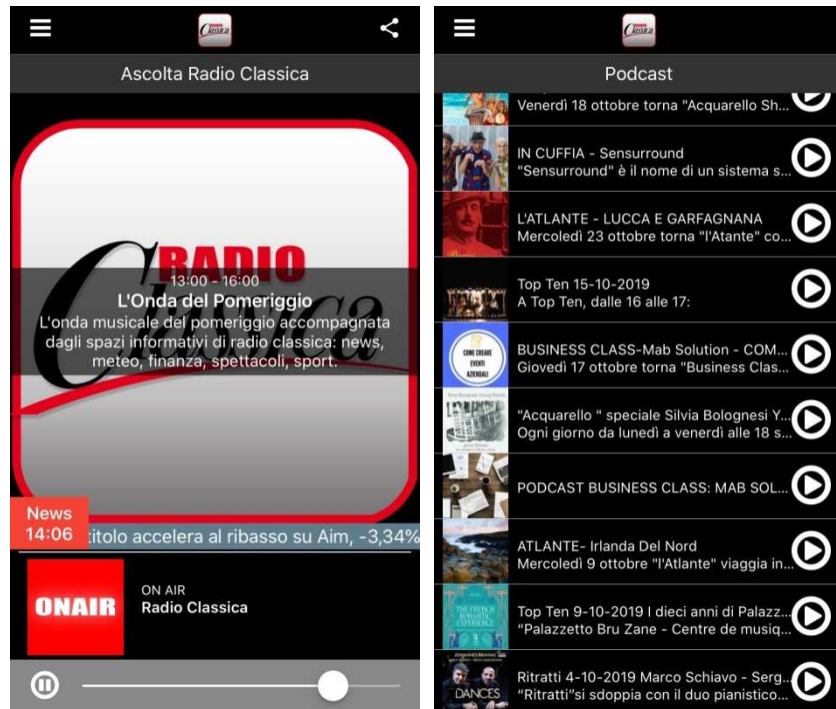 Classica
Ascolta Radio Classica
RADIO
Classica
13:00 - 16:00
L'Onda del Pomeriggio
L'onda musicale del pomeriggio accompagnata
dagli spazi informativi di radio classica: news,
meteo, finanza, spettacoli, sport.
News
14:06
titolo accelera al ribasso su Aim, -3,34%
ONAIR
ON AIR
Radio Classica
Classica
Podcast
Venerdì 18 ottobre torna "Acquarello Sh...
IN CUFFIA - Sensurround
"Sensurround" è il nome di un sistema s...
L'ATLANTE - LUCCA E GARFAGNANA
Mercoledì 23 ottobre torna "l'Atante" co...
Top Ten 15-10-2019
A Top Ten, dalle 16 alle 17:
COME CREARE
EVENTI
AZIENDALI
BUSINESS CLASS-Mab Solution - COM...
Giovedì 17 ottobre torna "Business Clas...
"Acquarello " speciale Silvia Bolognesi Y...
Ogni giorno da lunedì a venerdì alle 18 s...
PODCAST BUSINESS CLASS: MAB SOL...
ATLANTE- Irlanda Del Nord
Mercoledì 9 ottobre "l'Atlante" viaggia in...
THE FRENCH
ROMANTIC
EXPERIENCE
Top Ten 9-10-2019 I dieci anni di Palazz...
“Palazzetto Bru Zane - Centre de musiq...
DANCES
Ritratti 4-10-2019 Marco Schiavo - Serg...
“Ritratti”si sdoppia con il duo pianistico...